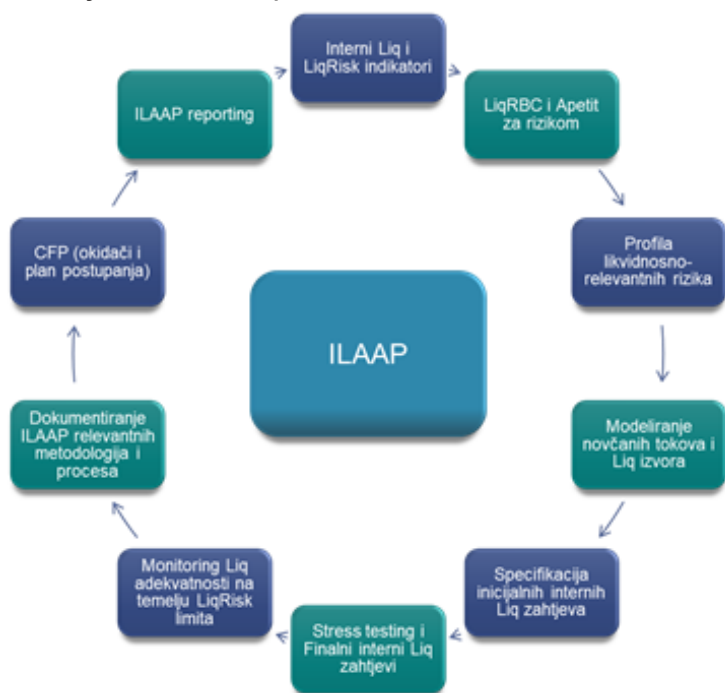 Interni Liq i
LiqRisk indikatori
LiqRBC i Apetit
za rizikom
Profila
likvidnosno-
relevantnih rizika
Modeliranje
novčanih tokova i
Liq izvora
Specifikacija
inicijalnih internih
Liq zahtjeva
Stress testing i
Finalni interni Liq
zahtjevi
Monitoring Liq
adekvatnosti na
temelju LiqRisk
limita
Dokumentiranje
ILAAP relevantnih
metodologija i
procesa
CFP (okidači i
plan postupanja)
ILAAP reporting
ILAAP